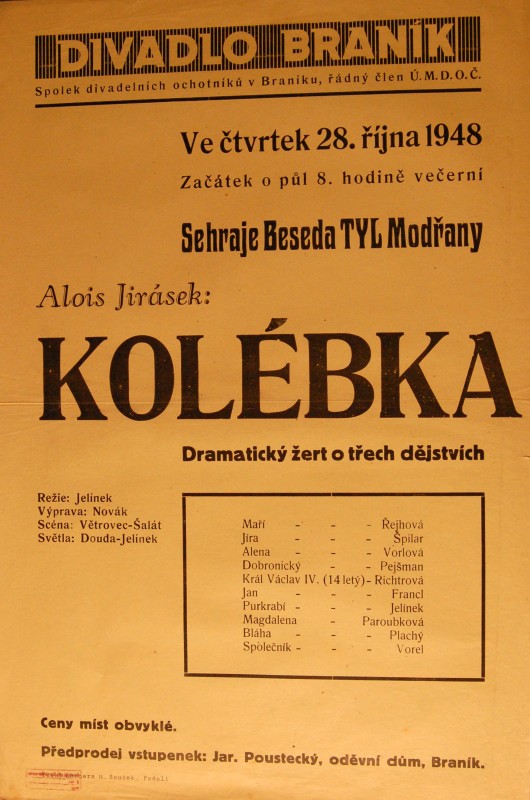 DIVADLO BRANÍK
Spolek divadelních ochotníků v Braníku, řádný člen Ú.M.D.O.Č.
Ve čtvrtek 28. října 1948
Začátek o půl 8. hodině večerní
Sehraje Beseda TYL Modřany
Alois Jirásek:
KOLÉBKA
Dramatický žert o třech dějstvích
Režie: Jelínek
Výprava: Novák
Scéna: Větrovec-Šalát
Světla: Douda-Jelínek
Maří - - - Řejhová
Jíra - - - Špilar
Alena - - - Vorlová
Dobronický - - Pejšman
Král Václav IV. (14 letý) - Richtrová
Jan - - - Francl
Purkrabí - - - Jelínek
Magdalena - - Paroubková
Bláha - - - Plachý
Společník - - - Vorel
Ceny míst obvyklé.
Předprodej vstupenek: Jar. Poustecký, oděvní dům, Braník.